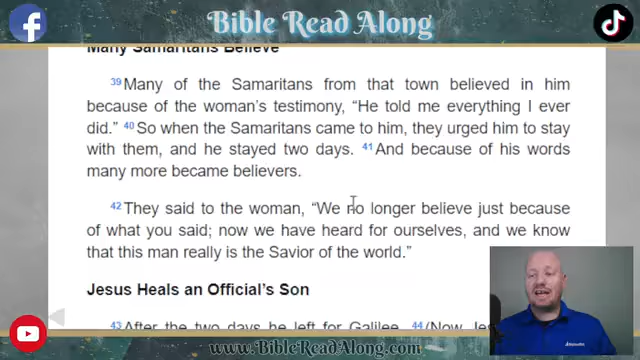 Bible Read Along
Many Samaritans Believe
39 Many of the Samaritans from that town believed in him
because of the woman's testimony, “He told me everything I ever
did.” 40 So when the Samaritans came to him, they urged him to stay
with them, and he stayed two days. 41 And because of his words
many more became believers.
42 They said to the woman, “We no longer believe just because
of what you said; now we have heard for ourselves, and we know
that this man really is the Savior of the world.”
Jesus Heals an Official’s Son
43 After the two days he left for Galilee. 44 (Now Jes
www.BibleReadAlong.com